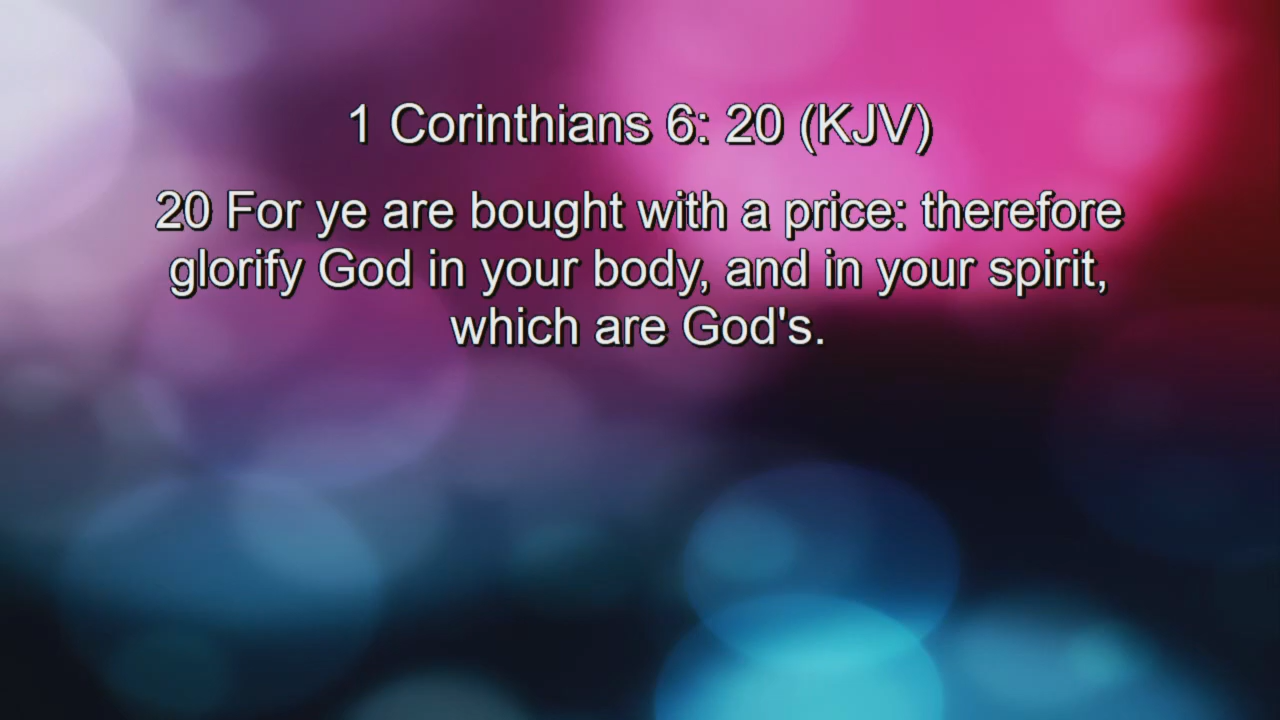 1 Corinthians 6: 20 (KJV)
20 For ye are bought with a price: therefore
glorify God in your body, and in your spirit,
which are God's.